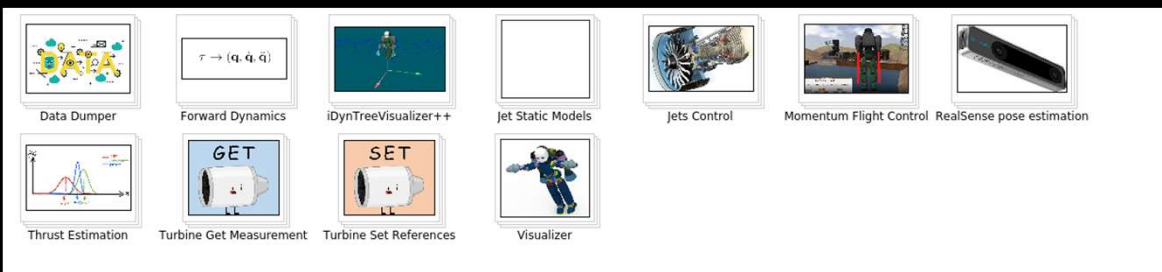 DATA
τ → (q, q̇, q̈)
Data Dumper
Forward Dynamics
iDynTreeVisualizer++
Jet Static Models
Jets Control
Momentum Flight Control
RealSense pose estimation
GET
SET
Thrust Estimation
Turbine Get Measurement
Turbine Set References
Visualizer